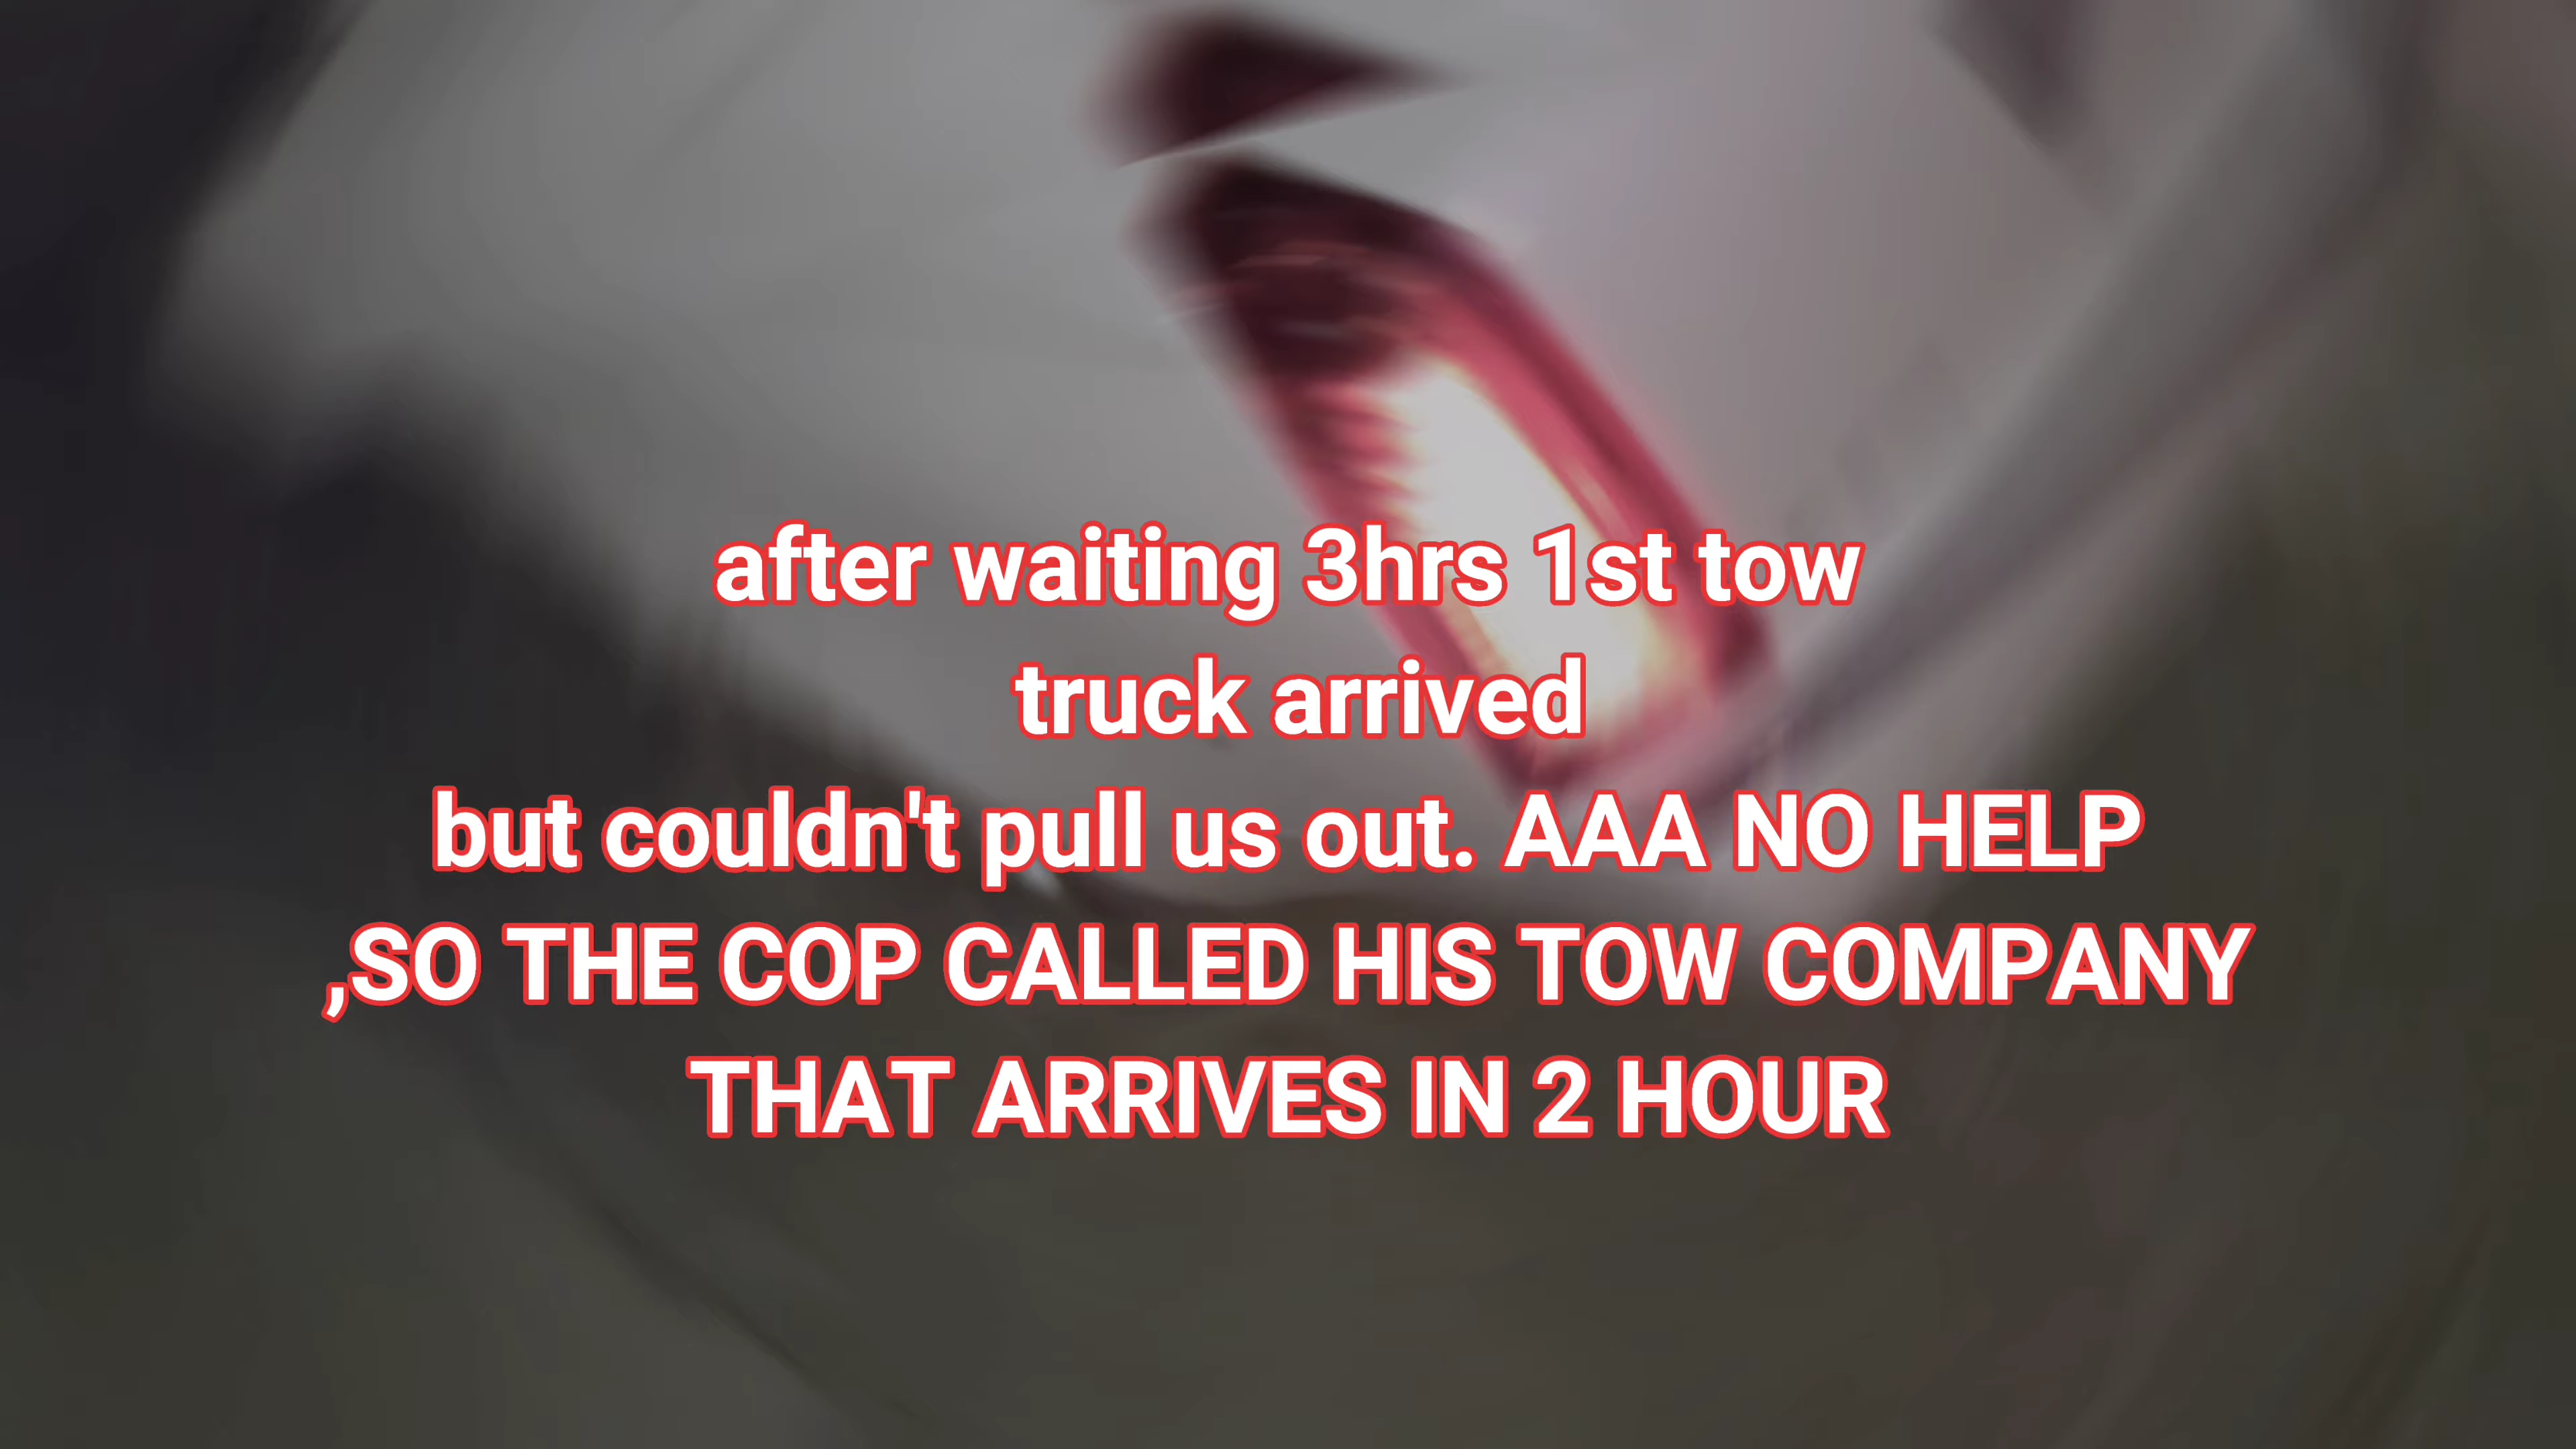 after waiting 3hrs 1st tow
truck arrived
but couldn't pull us out. AAA NO HELP
,SO THE COP CALLED HIS TOW COMPANY
THAT ARRIVES IN 2 HOUR